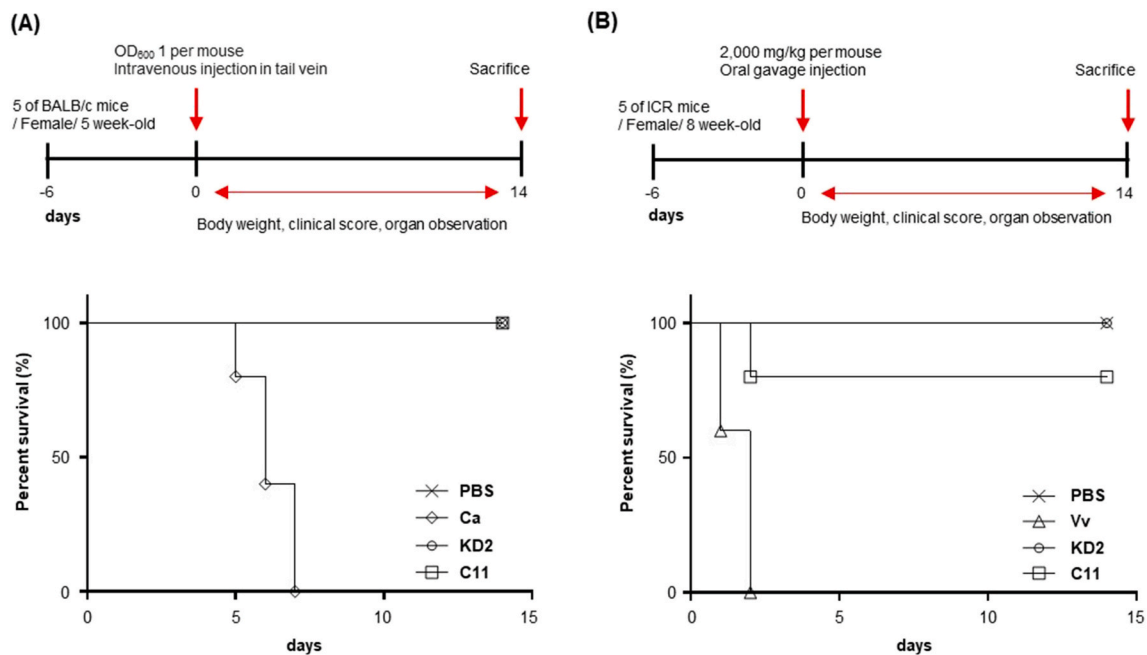 (A)
OD600 1 per mouse
Intravenous injection in tail vein
Sacrifice
5 of BALB/c mice
/ Female/ 5 week-old
-6
0
14
days
Body weight, clinical score, organ observation
Percent survival (%)
100
50
0
PBS
Ca
KD2
C11
0
5
10
15
days
(B)
2,000 mg/kg per mouse
Oral gavage injection
Sacrifice
5 of ICR mice
/ Female/ 8 week-old
-6
0
14
days
Body weight, clinical score, organ observation
Percent survival (%)
100
50
0
PBS
Vv
KD2
C11
0
5
10
15
days